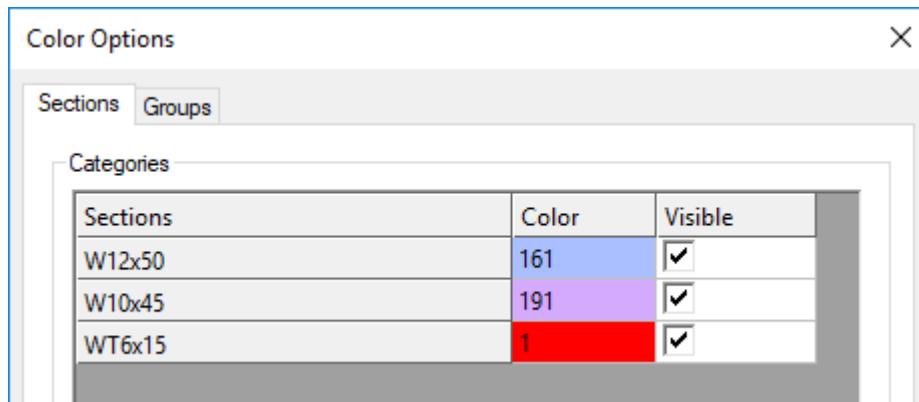 Color Options
Sections Groups
Categories
Sections Color Visible
W12x50 161
W10x45 191
WT6x15 1